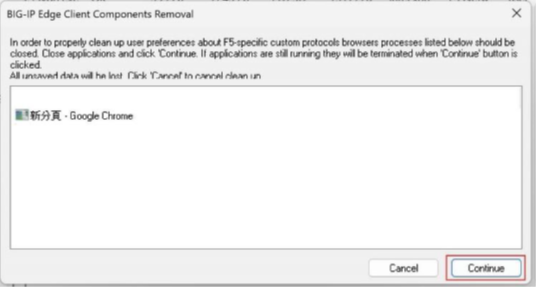 BIG-IP Edge Client Components Removal
In order to properly clean up user preferences about F5-specific custom protocols browsers processes listed below should be
closed. Close applications and click 'Continue. If applications are still running they will be terminated when 'Continue' button is
clicked.
All unsaved data will be lost. Click 'Cancel' to cancel clean up
新分頁 - Google Chrome
Cancel
Continue